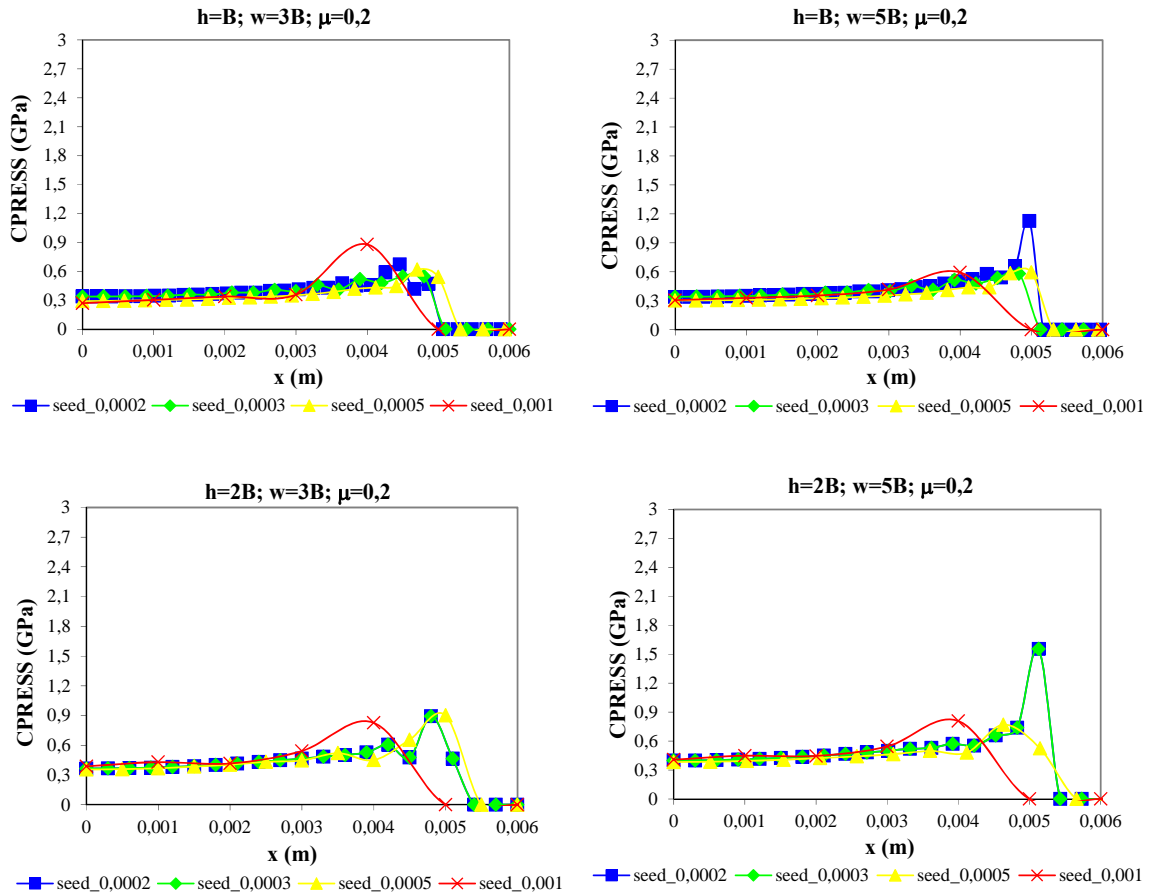 h=B; w=3B; μ=0,2
3
2,7
2,4
2,1
1,8
1,5
1,2
0,9
0,6
0,3
0
CPRESS (GPa)
0 0,001 0,002 0,003 0,004 0,005 0,006
x (m)
seed_0,0002 seed_0,0003 seed_0,0005 seed_0,001
h=B; w=5B; μ=0,2
3
2,7
2,4
2,1
1,8
1,5
1,2
0,9
0,6
0,3
0
CPRESS (GPa)
0 0,001 0,002 0,003 0,004 0,005 0,006
x (m)
seed_0,0002 seed_0,0003 seed_0,0005 seed_0,001
h=2B; w=3B; μ=0,2
3
2,7
2,4
2,1
1,8
1,5
1,2
0,9
0,6
0,3
0
CPRESS (GPa)
0 0,001 0,002 0,003 0,004 0,005 0,006
x (m)
seed_0,0002 seed_0,0003 seed_0,0005 seed_0,001
h=2B; w=5B; μ=0,2
3
2,7
2,4
2,1
1,8
1,5
1,2
0,9
0,6
0,3
0
CPRESS (GPa)
0 0,001 0,002 0,003 0,004 0,005 0,006
x (m)
seed_0,0002 seed_0,0003 seed_0,0005 seed_0,001